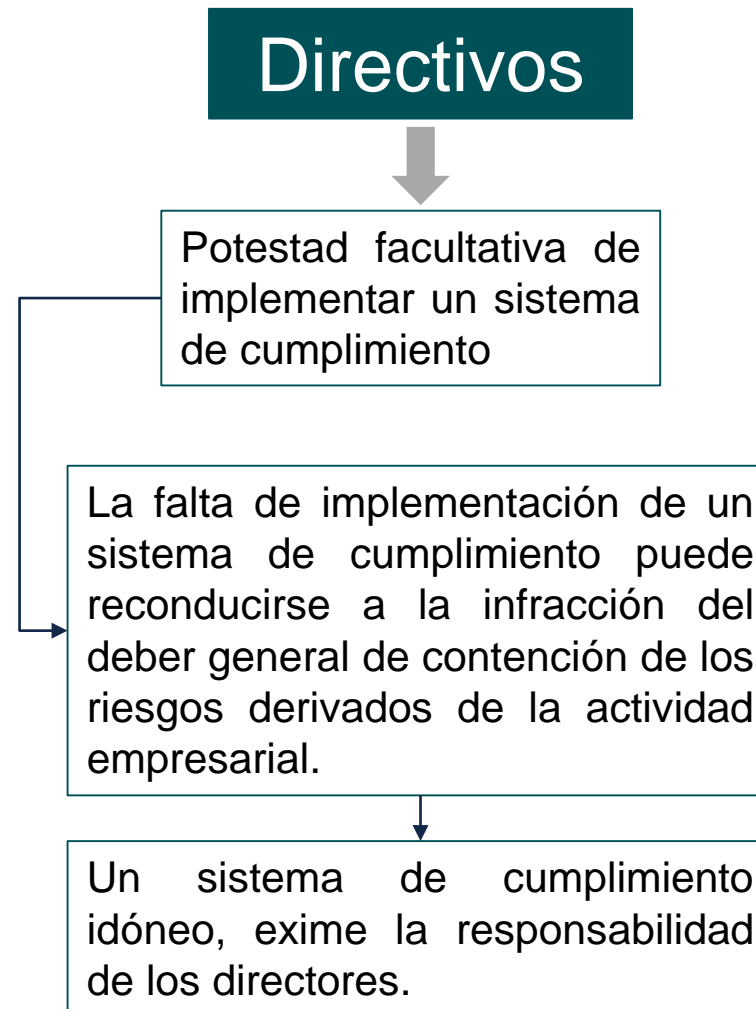 Directivos
Potestad facultativa de
implementar un sistema
de cumplimiento
La falta de implementación de un
sistema de cumplimiento puede
reconducirse a la infracción del
deber general de contención de los
riesgos derivados de la actividad
empresarial.
Un sistema de cumplimiento
idóneo, exime la responsabilidad
de los directores.